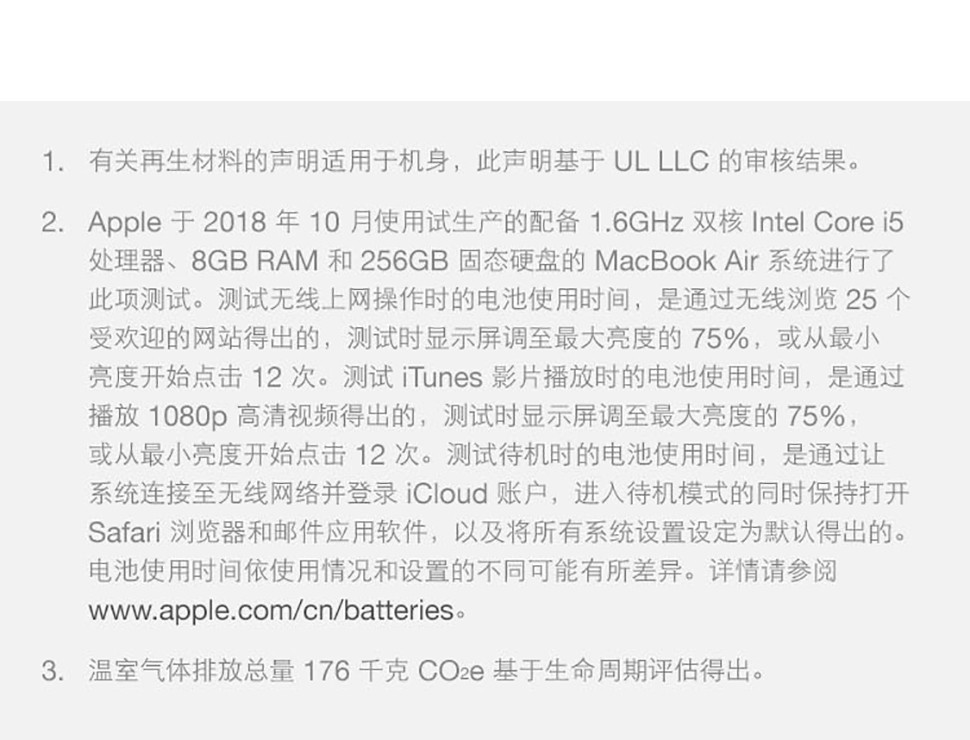 1. 有关再生材料的声明适用于机身，此声明基于 UL LLC 的审核结果。
2. Apple 于 2018 年 10 月使用试生产的配备 1.6GHz 双核 Intel Core i5
处理器、8GB RAM 和 256GB 固态硬盘的 MacBook Air 系统进行了
此项测试。测试无线上网操作时的电池使用时间，是通过无线浏览 25 个
受欢迎的网站得出的，测试时显示屏调至最大亮度的 75%，或从最小
亮度开始点击 12 次。测试 iTunes 影片播放时的电池使用时间，是通过
播放 1080p 高清视频得出的，测试时显示屏调至最大亮度的 75%，
或从最小亮度开始点击 12 次。测试待机时的电池使用时间，是通过让
系统连接至无线网络并登录 iCloud 账户，进入待机模式的同时保持打开
Safari 浏览器和邮件应用软件，以及将所有系统设置设定为默认得出的。
电池使用时间依使用情况和设置的不同可能有所差异。详情请参阅
www.apple.com/cn/batteries。
3. 温室气体排放总量 176 千克 CO2e 基于生命周期评估得出。